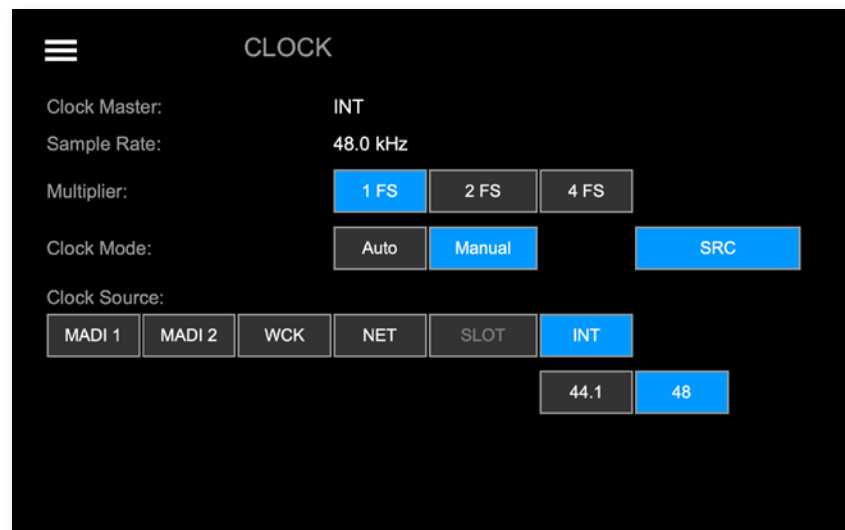 CLOCK
Clock Master: INT
Sample Rate: 48.0 kHz
Multiplier: 1 FS 2 FS 4 FS
Clock Mode: Auto Manual SRC
Clock Source:
MADI 1 MADI 2 WCK NET SLOT INT
44.1 48